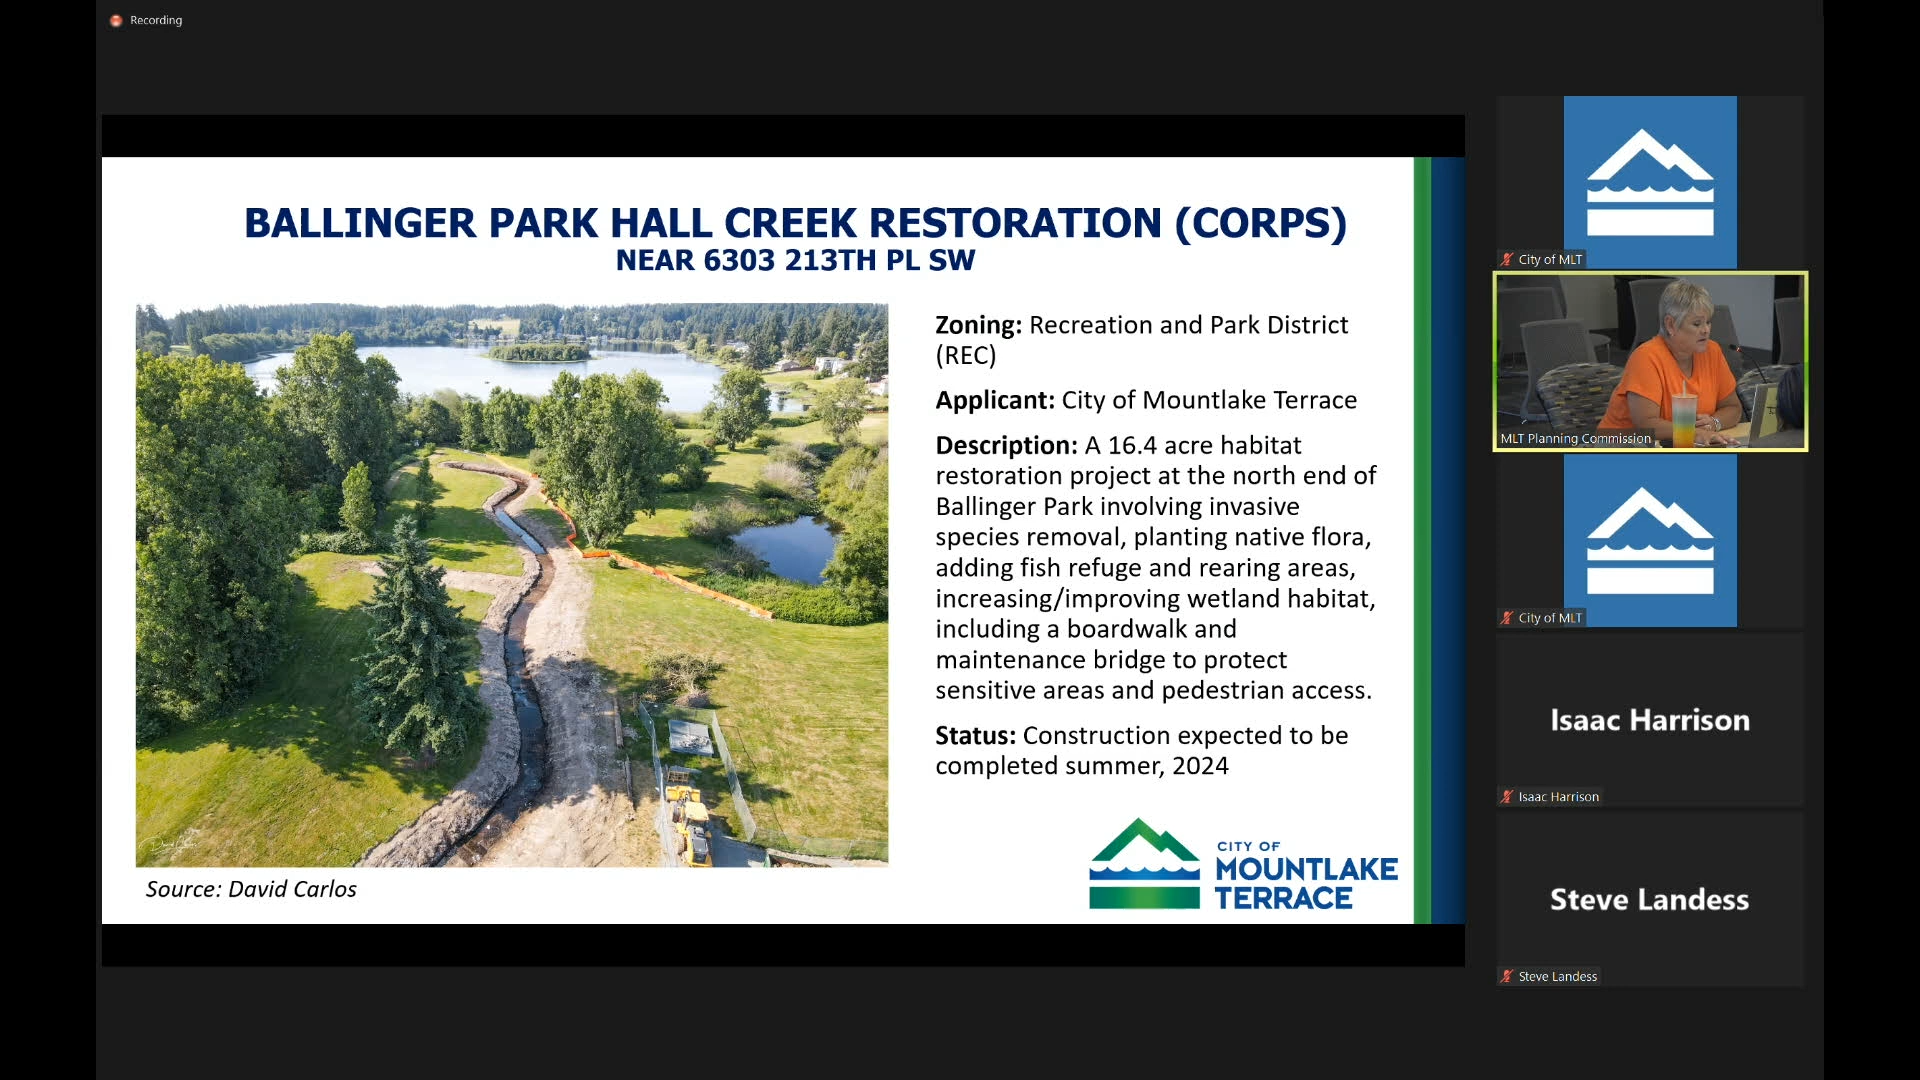 Recording
BALLINGER PARK HALL CREEK RESTORATION (CORPS)
NEAR 6303 213TH PL SW
Zoning: Recreation and Park District
(REC)
Applicant: City of Mountlake Terrace
Description: A 16.4 acre habitat
restoration project at the north end of
Ballinger Park involving invasive
species removal, planting native flora,
adding fish refuge and rearing areas,
increasing/improving wetland habitat,
including a boardwalk and
maintenance bridge to protect
sensitive areas and pedestrian access.
Status: Construction expected to be
completed summer, 2024
Source: David Carlos
CITY OF
MOUNTLAKE
TERRACE
City of MLT
MLT Planning Commission
City of MLT
Isaac Harrison
Isaac Harrison
Steve Landess
Steve Landess